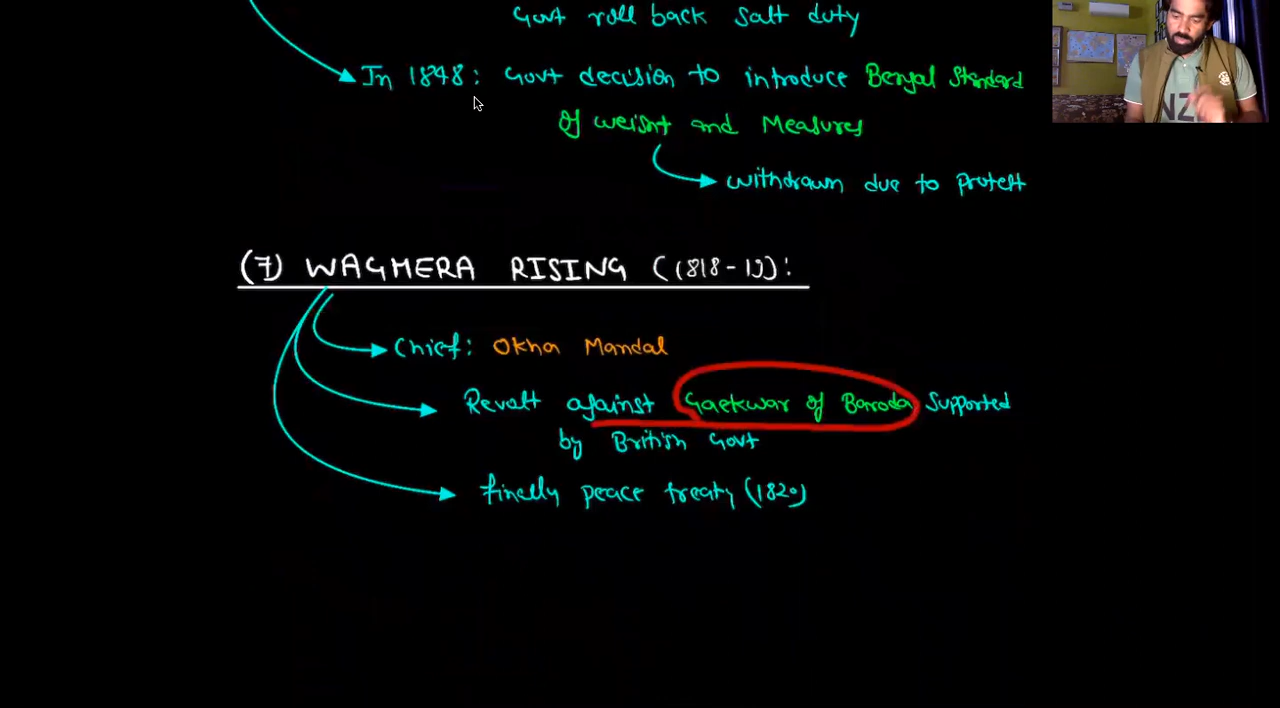 Govt roll back salt duty
In 1848: Govt decision to introduce Bengal Standard
Of weight and Measures
withdrawn due to protest
(7) WAGHERA RISING (1818-19):
Chief: Okha Mandal
Revolt against Gaekwar of Baroda Supported
by British Govt
finally peace treaty (1820)
NZ